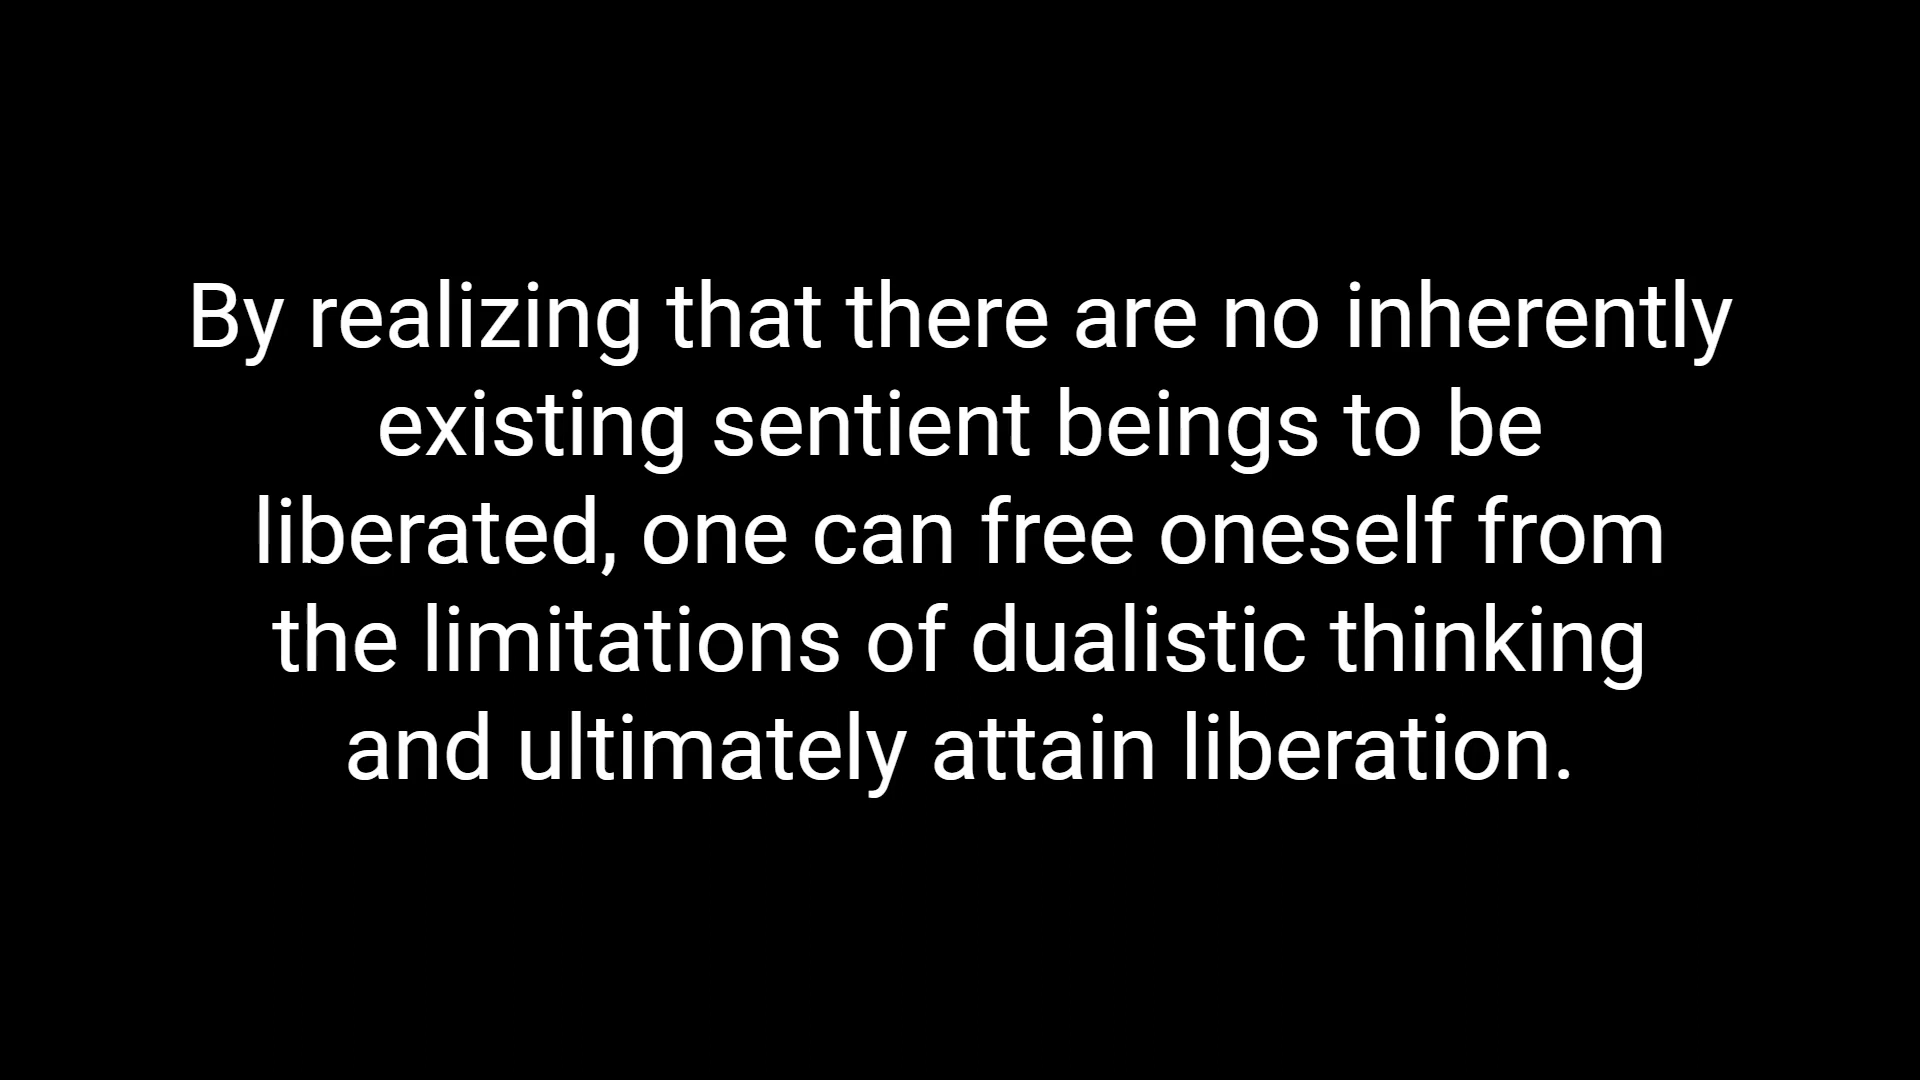 By realizing that there are no inherently
existing sentient beings to be
liberated, one can free oneself from
the limitations of dualistic thinking
and ultimately attain liberation.